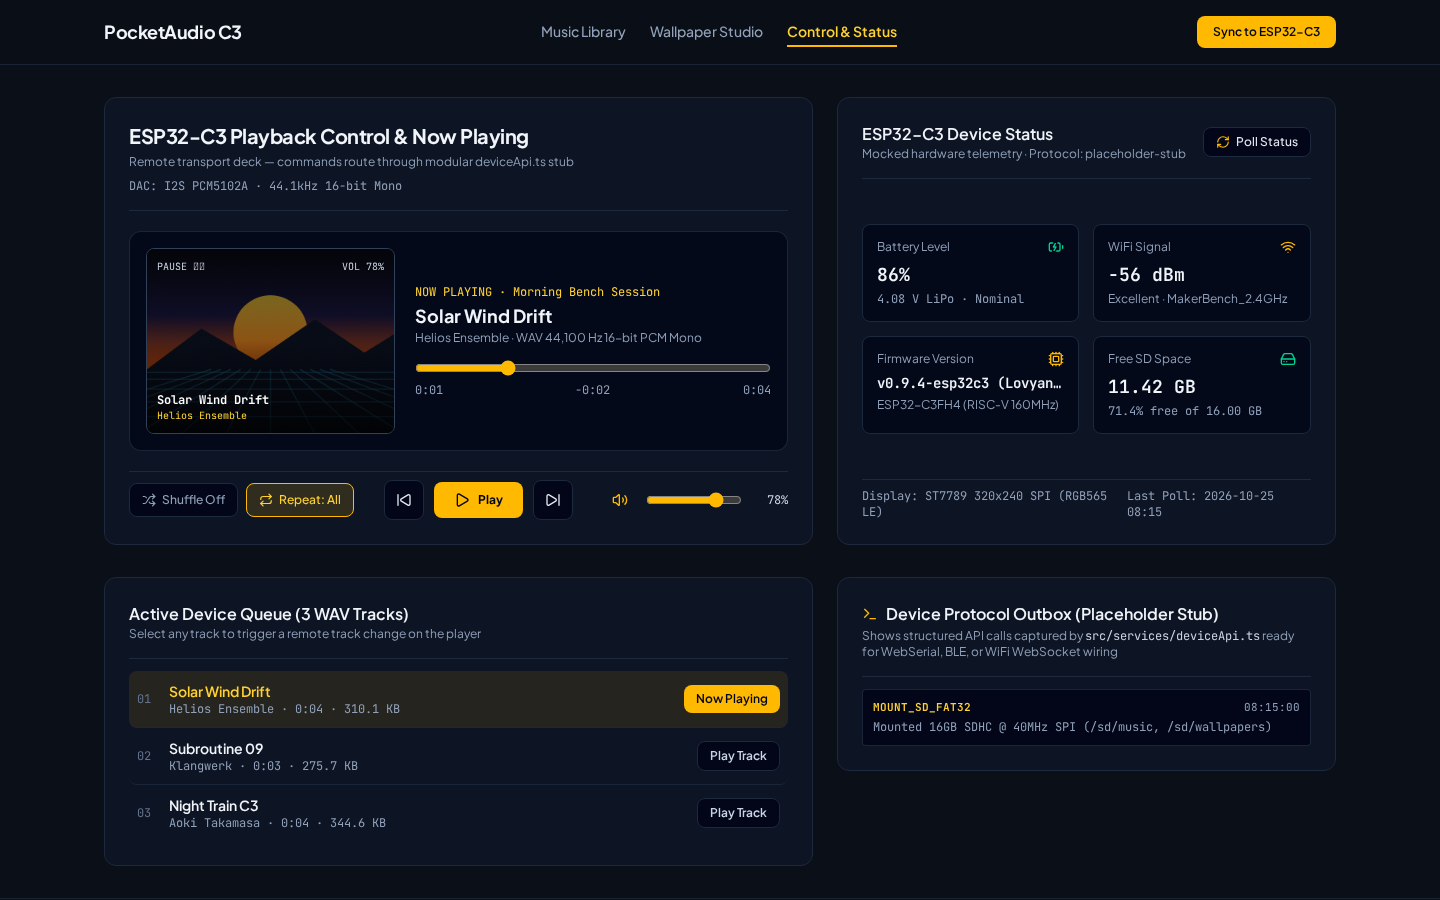 PocketAudio C3
Music Library
Wallpaper Studio
Control & Status
Sync to ESP32-C3
ESP32-C3 Playback Control & Now Playing
Remote transport deck — commands route through modular deviceApi.ts stub
DAC: I2S PCM5102A · 44.1kHz 16-bit Mono
PAUSE
VOL 78%
Solar Wind Drift
Helios Ensemble
NOW PLAYING · Morning Bench Session
Solar Wind Drift
Helios Ensemble · WAV 44,100 Hz 16-bit PCM Mono
0:01
-0:02
0:04
Shuffle Off
Repeat: All
Play
78%
ESP32-C3 Device Status
Mocked hardware telemetry · Protocol: placeholder-stub
Poll Status
Battery Level
86%
4.08 V LiPo · Nominal
WiFi Signal
-56 dBm
Excellent · MakerBench_2.4GHz
Firmware Version
v0.9.4-esp32c3 (Lovyan…
ESP32-C3FH4 (RISC-V 160MHz)
Free SD Space
11.42 GB
71.4% free of 16.00 GB
Display: ST7789 320x240 SPI (RGB565
LE)
Last Poll: 2026-10-25
08:15
Active Device Queue (3 WAV Tracks)
Select any track to trigger a remote track change on the player
01
Solar Wind Drift
Helios Ensemble · 0:04 · 310.1 KB
Now Playing
02
Subroutine 09
Klangwerk · 0:03 · 275.7 KB
Play Track
03
Night Train C3
Aoki Takamasa · 0:04 · 344.6 KB
Play Track
Device Protocol Outbox (Placeholder Stub)
Shows structured API calls captured by src/services/deviceApi.ts ready
for WebSerial, BLE, or WiFi WebSocket wiring
MOUNT_SD_FAT32
08:15:00
Mounted 16GB SDHC @ 40MHz SPI (/sd/music, /sd/wallpapers)